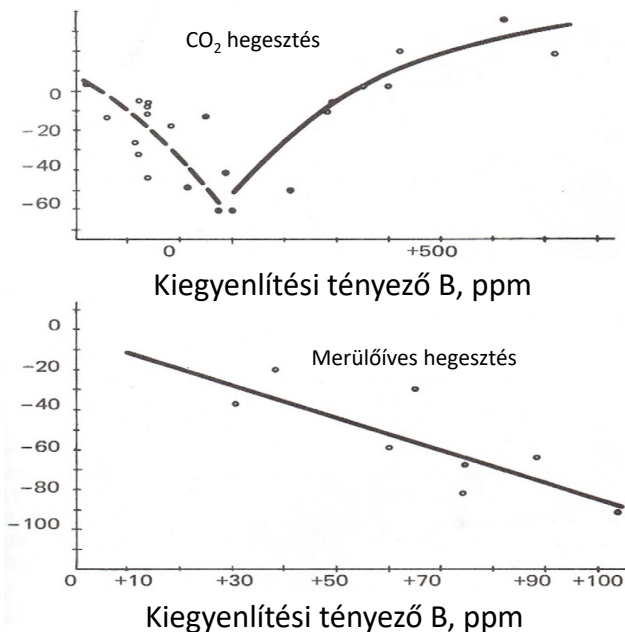 CO₂ hegesztés
0
−20
−40
−60
0 +500
Kiegyenlítési tényező B, ppm
0
−20
−40
−60
−80
−100
Merülőíves hegesztés
0 +10 +30 +50 +70 +90 +100
Kiegyenlítési tényező B, ppm